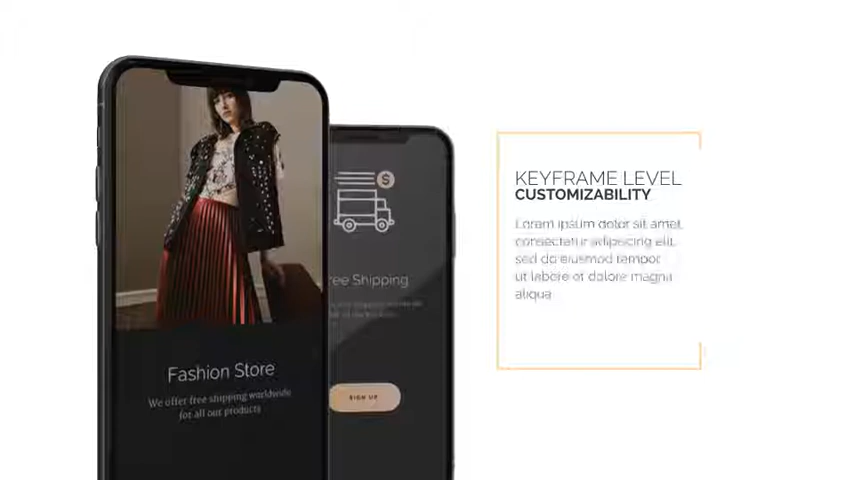 Fashion Store
We offer free shipping worldwide
for all our products
$
ree Shipping
SIGN UP
KEYFRAME LEVEL
CUSTOMIZABILITY
Lorem ipsum dolor sit amet,
consectetur adipiscing elit,
sed do eiusmod tempor
ut labore et dolore magna
aliqua